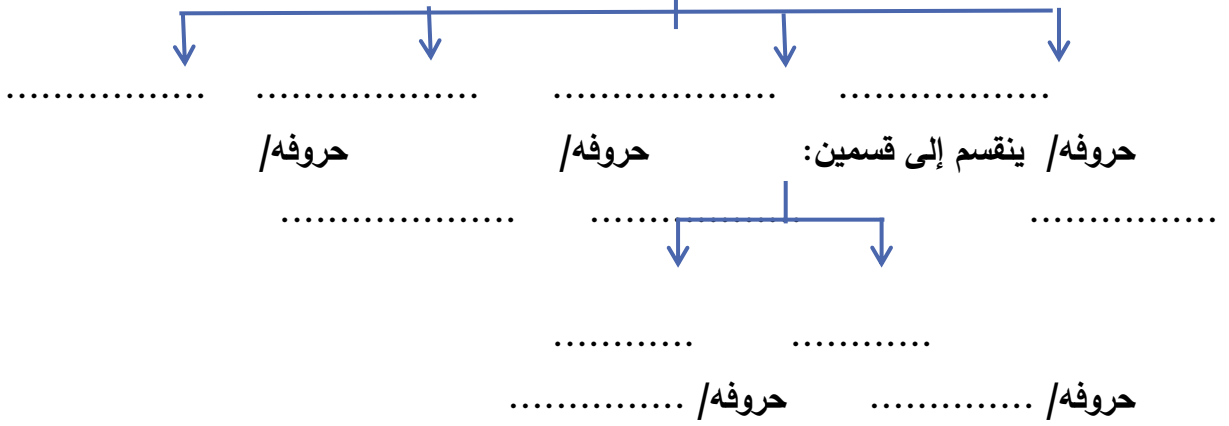 .................. ................... ................... .................
حروفه/ ينقسم إلى قسمين: حروفه/ حروفه/
................ .................. ....................
............ ............
حروفه/ .............. حروفه/ ...............